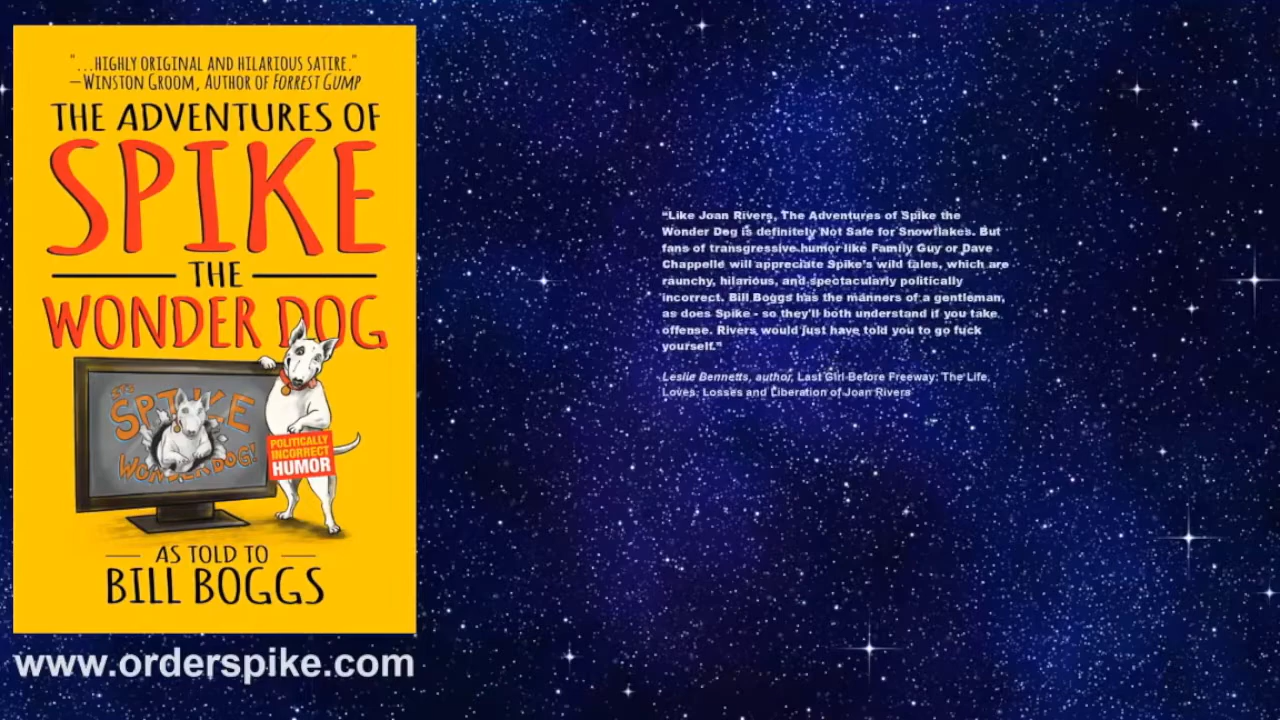 "...HIGHLY ORIGINAL AND HILARIOUS SATIRE."
—WINSTON GROOM, AUTHOR OF FORREST GUMP
THE ADVENTURES OF
SPIKE
THE
WONDER DOG
IT'S
SPIKE
WONDER DOG!
POLITICALLY
INCORRECT
HUMOR
AS TOLD TO
BILL BOGGS
www.orderspike.com
“Like Joan Rivers, The Adventures of Spike the
Wonder Dog is definitely Not Safe for Snowflakes. But
fans of transgressive humor like Family Guy or Dave
Chappelle will appreciate Spike's wild tales, which are
raunchy, hilarious, and spectacularly politically
incorrect. Bill Boggs has the manners of a gentleman,
as does Spike - so they'll both understand if you take
offense. Rivers would just have told you to go fuck
yourself.”
Leslie Bennetts, author, Last Girl Before Freeway: The Life,
Loves, Losses and Liberation of Joan Rivers